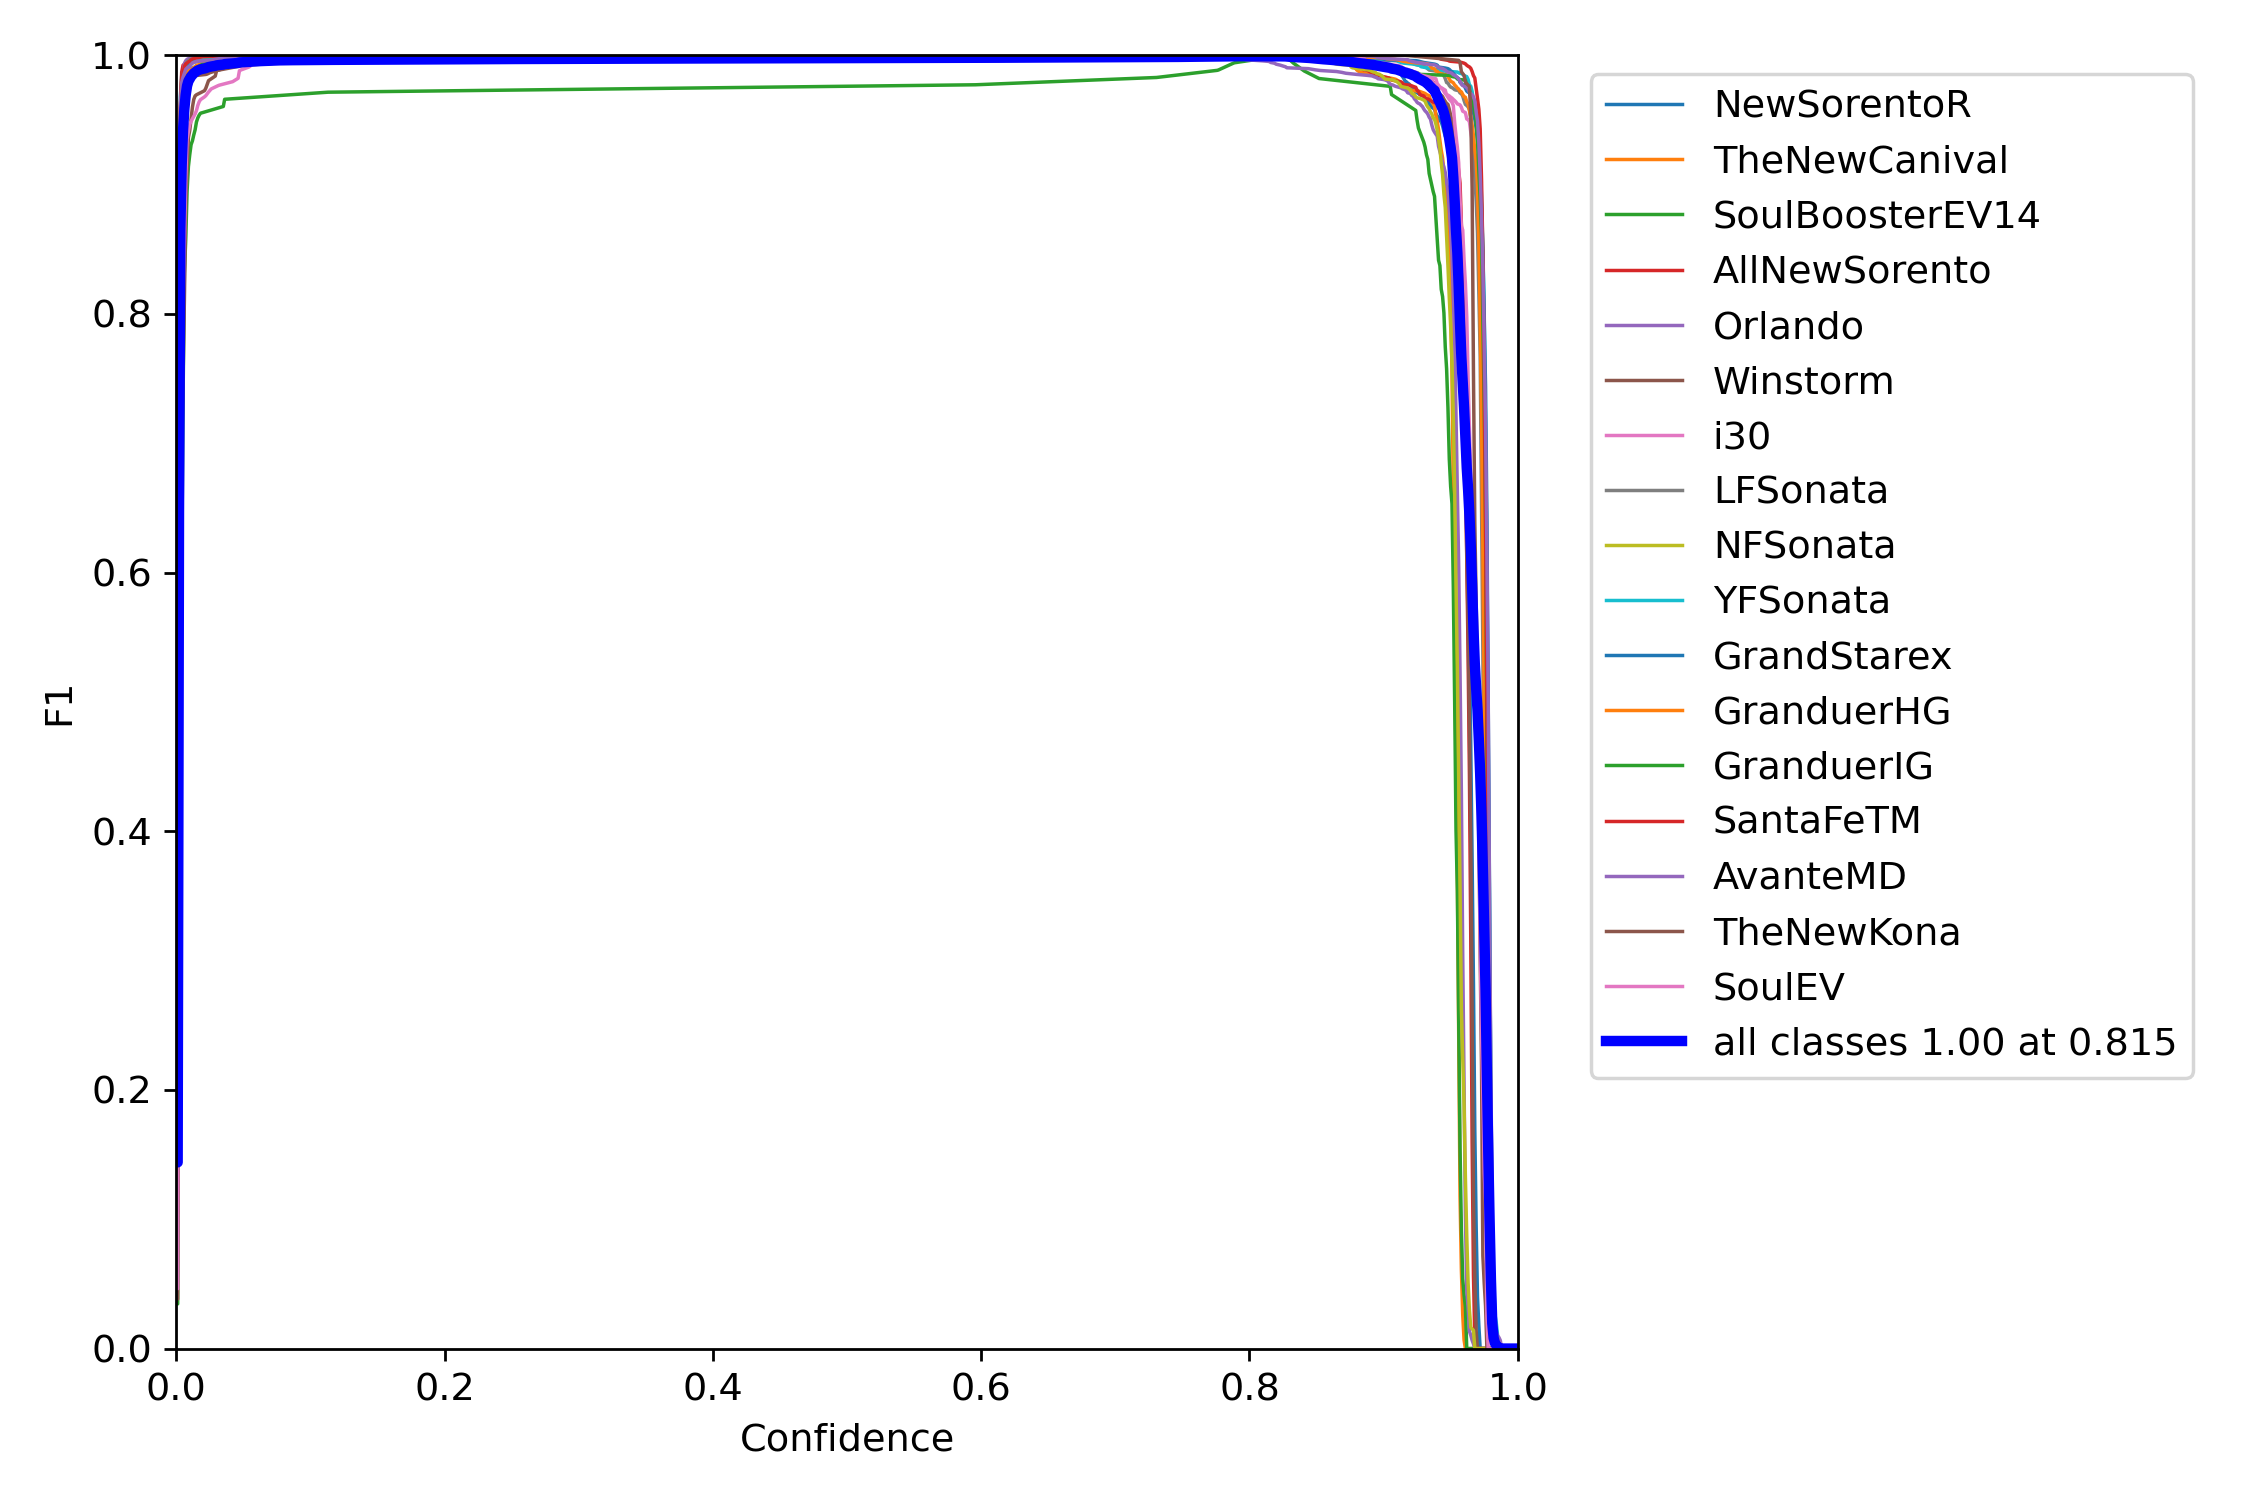 1.0
0.8
0.6
0.4
0.2
0.0
F1
0.0 0.2 0.4 0.6 0.8 1.0
Confidence
NewSorentoR
TheNewCanival
SoulBoosterEV14
AllNewSorento
Orlando
Winstorm
i30
LFSonata
NFSonata
YFSonata
GrandStarex
GranduerHG
GranduerIG
SantaFeTM
AvanteMD
TheNewKona
SoulEV
all classes 1.00 at 0.815